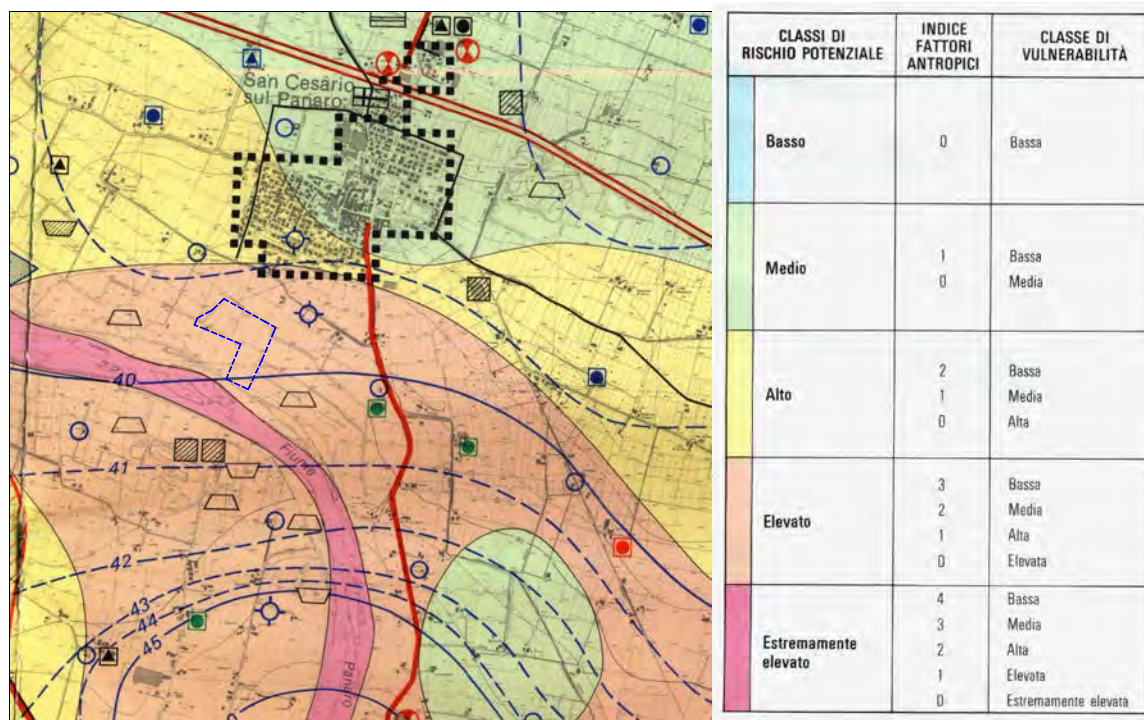 San Cesário
sul Panaro
40
41
Fiume
42
43
44
45
Panaro
CLASSI DI
RISCHIO POTENZIALE
INDICE
FATTORI
ANTROPICI
CLASSE DI
VULNERABILITÀ
Basso
0
Bassa
Medio
1
Bassa
0
Media
Alto
2
Bassa
1
Media
0
Alta
Elevato
3
Bassa
2
Media
1
Alta
0
Elevata
Estremamente
elevato
4
Bassa
3
Media
2
Alta
1
Elevata
0
Estremamente elevata